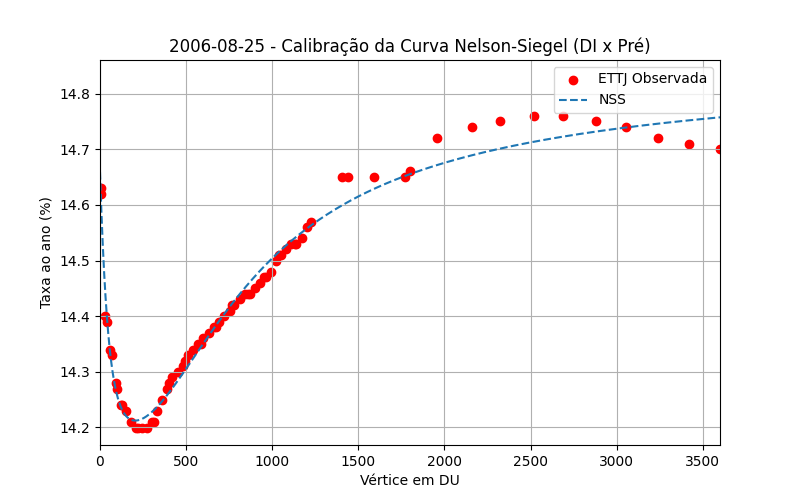 2006-08-25 - Calibração da Curva Nelson-Siegel (DI x Pré)
ETTJ Observada
NSS
Taxa ao ano (%)
14.8
14.7
14.6
14.5
14.4
14.3
14.2
0 500 1000 1500 2000 2500 3000 3500
Vértice em DU